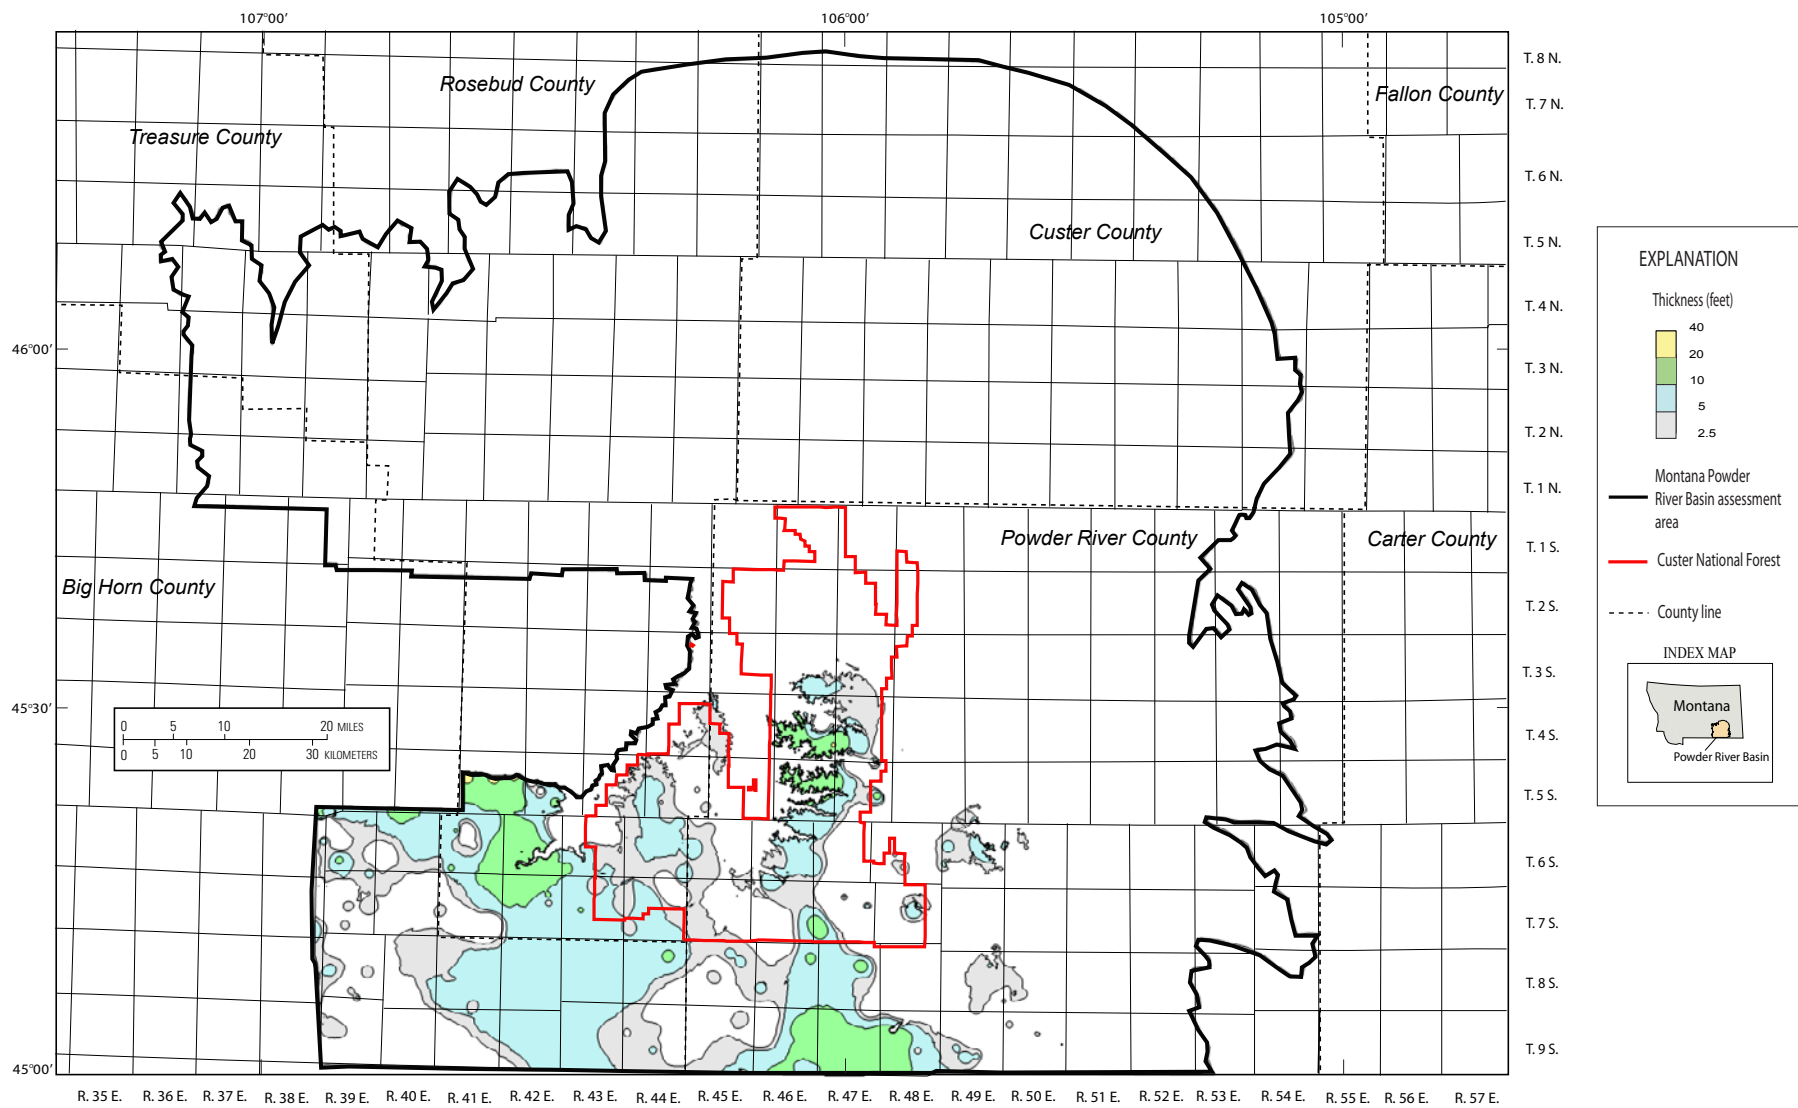 107°00′
106°00′
105°00′
T. 8 N.
Rosebud County
Fallon County
T. 7 N.
Treasure County
T. 6 N.
Custer County
T. 5 N.
T. 4 N.
46°00′
T. 3 N.
T. 2 N.
T. 1 N.
Powder River County
Carter County
T. 1 S.
Big Horn County
T. 2 S.
T. 3 S.
45°30′
T. 4 S.
T. 5 S.
T. 6 S.
T. 7 S.
T. 8 S.
T. 9 S.
45°00′
0 5 10 20 MILES
0 5 10 20 30 KILOMETERS
R. 35 E. R. 36 E. R. 37 E. R. 38 E. R. 39 E. R. 40 E. R. 41 E. R. 42 E. R. 43 E. R. 44 E. R. 45 E. R. 46 E. R. 47 E. R. 48 E. R. 49 E. R. 50 E. R. 51 E. R. 52 E. R. 53 E. R. 54 E. R. 55 E. R. 56 E. R. 57 E.
EXPLANATION
Thickness (feet)
40
20
10
5
2.5
Montana Powder
River Basin assessment
area
Custer National Forest
County line
INDEX MAP
Montana
Powder River Basin